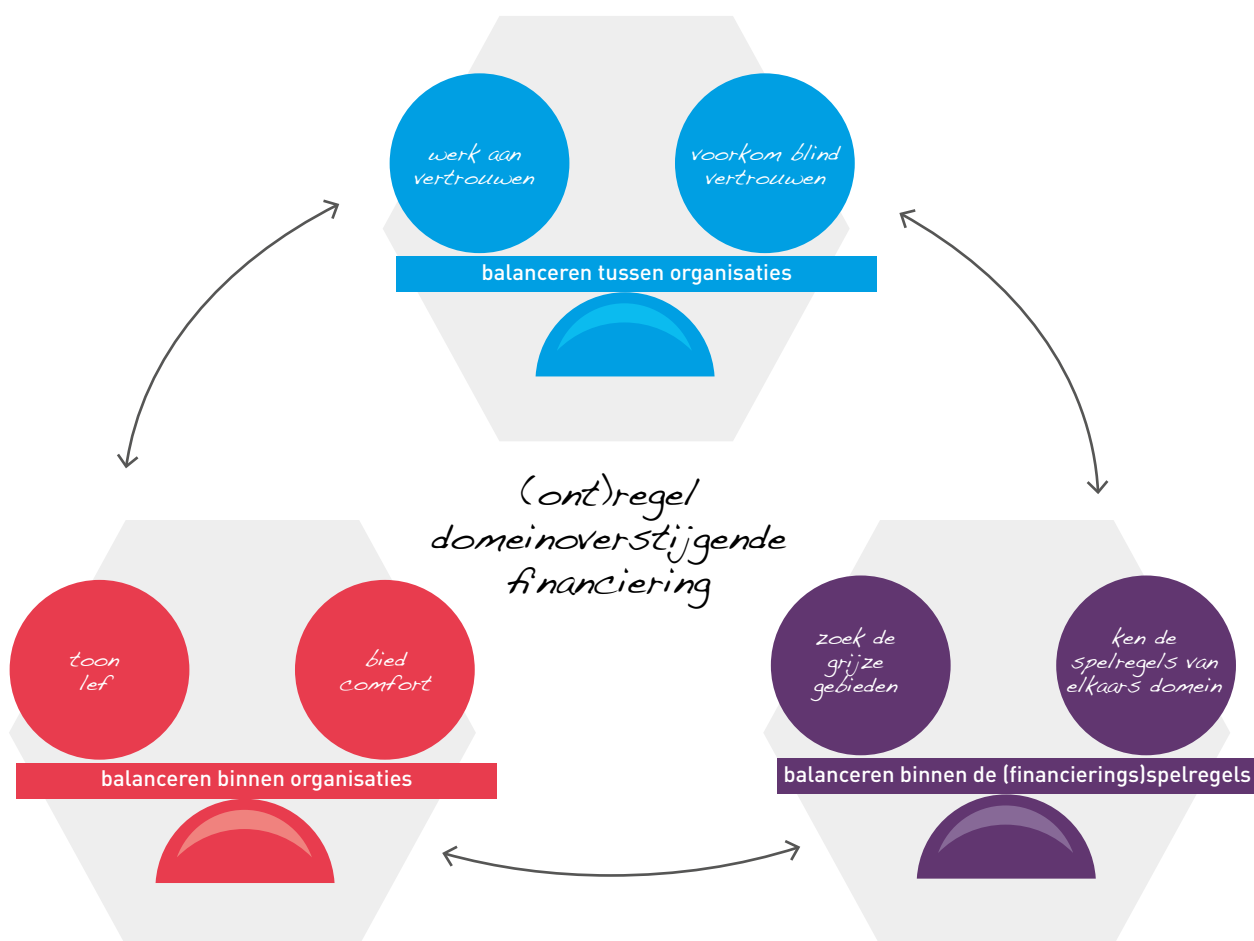 werk aan
vertrouwen
voorkom blind
vertrouwen
balanceren tussen organisaties
(ont)regel
domeinoverstijgende
financiering
toon
lef
bied
comfort
balanceren binnen organisaties
zoek de
grijze
gebieden
ken de
spelregels van
elkaars domein
balanceren binnen de (financierings)spelregels